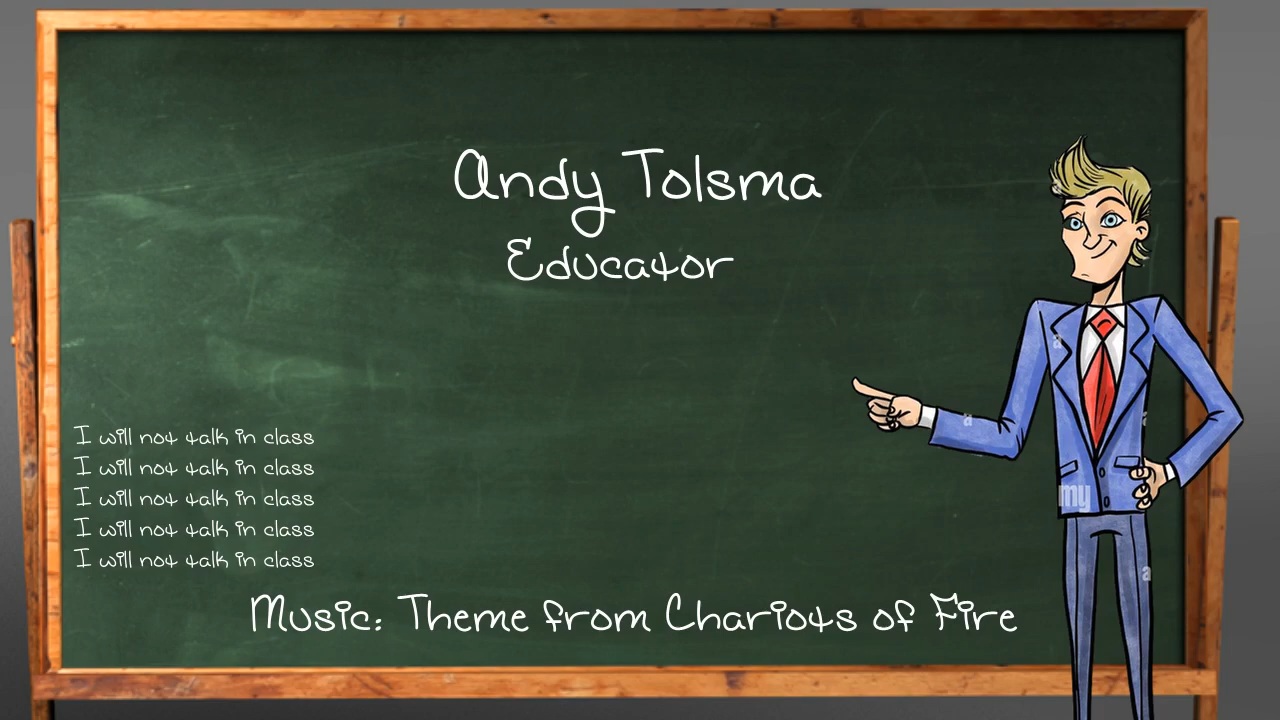 Andy Tolsma
Educator
I will not talk in class
I will not talk in class
I will not talk in class
I will not talk in class
I will not talk in class
Music: Theme from Chariots of Fire
a
a
my
a